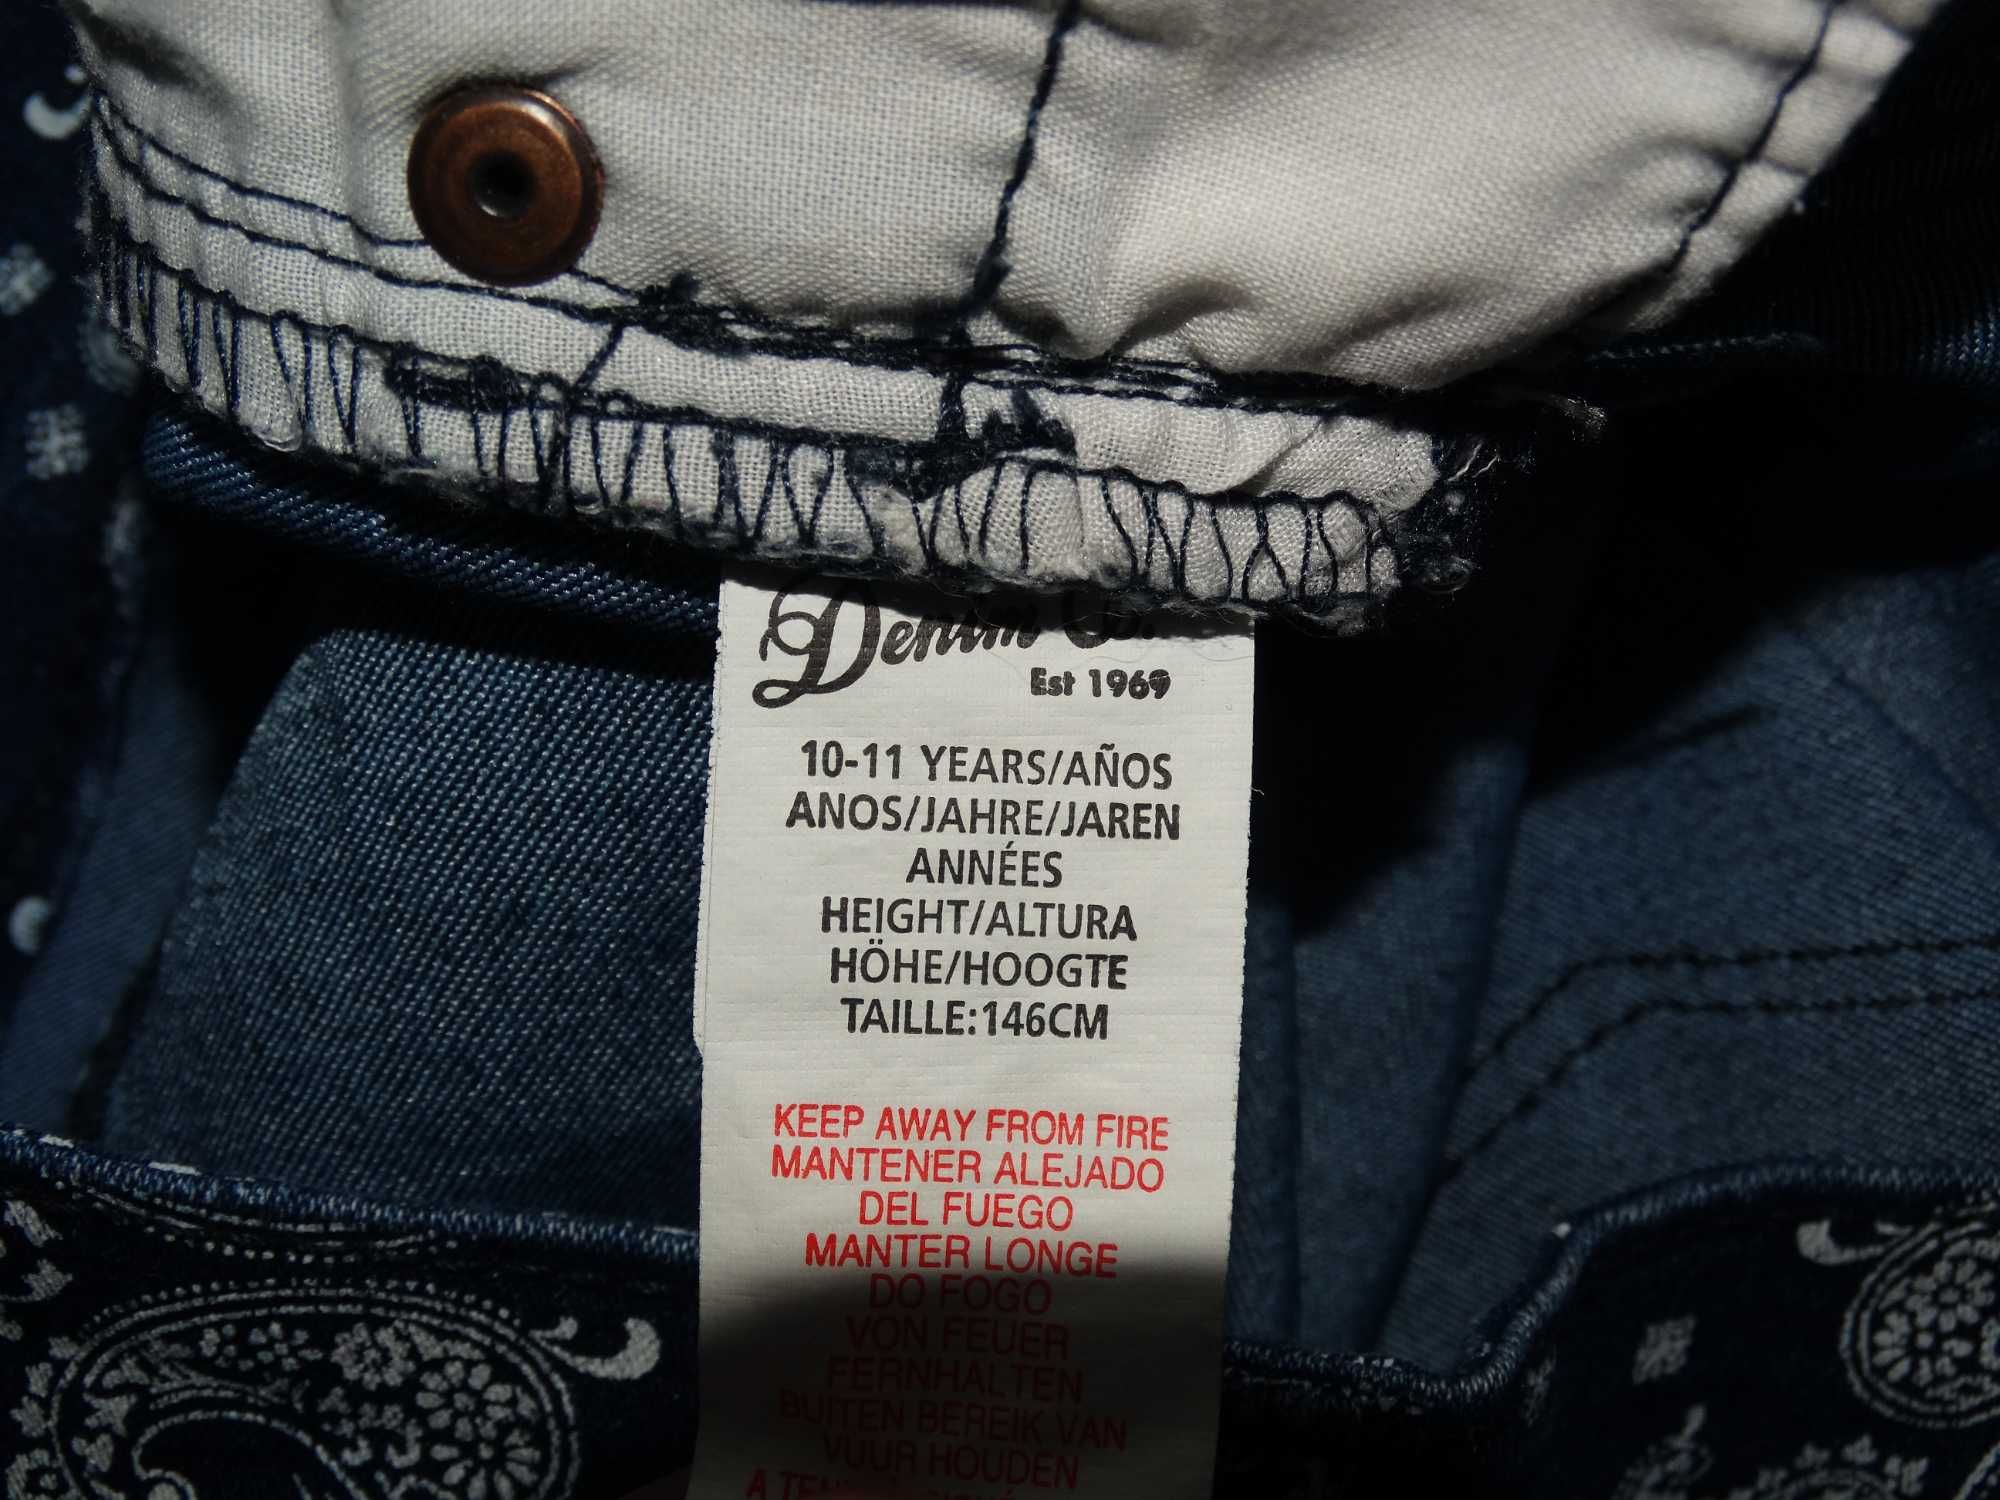 Denim Co.
Est 1969
10-11 YEARS/AÑOS
ANOS/JAHRE/JAREN
ANNÉES
HEIGHT/ALTURA
HÖHE/HOOGTE
TAILLE:146CM
KEEP AWAY FROM FIRE
MANTENER ALEJADO
DEL FUEGO
MANTER LONGE
DO FOGO
VON FEUER
FERNHALTEN
BUITEN BEREIK VAN
VUUR HOUDEN